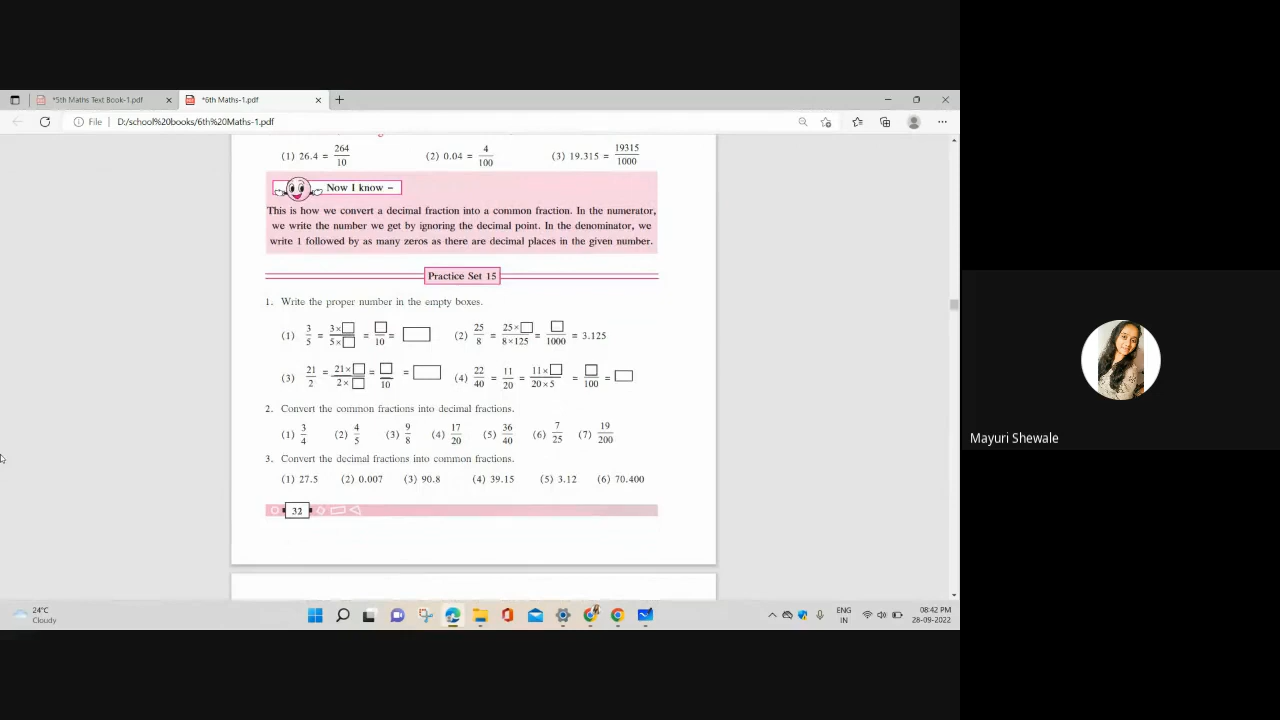 *5th Maths Text Book-1.pdf
*6th Maths-1.pdf
File | D:/school%20books/6th%20Maths-1.pdf
(1) 26.4 = 264/10 (2) 0.04 = 4/100 (3) 19.315 = 19315/1000
Now I know –
This is how we convert a decimal fraction into a common fraction. In the numerator,
we write the number we get by ignoring the decimal point. In the denominator, we
write 1 followed by as many zeros as there are decimal places in the given number.
Practice Set 15
1. Write the proper number in the empty boxes.
(1) 3/5 = 3×□/5×□ = □/10 = □ (2) 25/8 = 25×□/8×125 = □/1000 = 3.125
(3) 21/2 = 21×□/2×□ = □/10 = □ (4) 22/40 = 11/20 = 11×□/20×5 = □/100 = □
2. Convert the common fractions into decimal fractions.
(1) 3/4 (2) 4/5 (3) 9/8 (4) 17/20 (5) 36/40 (6) 7/25 (7) 19/200
3. Convert the decimal fractions into common fractions.
(1) 27.5 (2) 0.007 (3) 90.8 (4) 39.15 (5) 3.12 (6) 70.400
32
Mayuri Shewale
24°C
Cloudy
ENG
IN
08:42 PM
28-09-2022